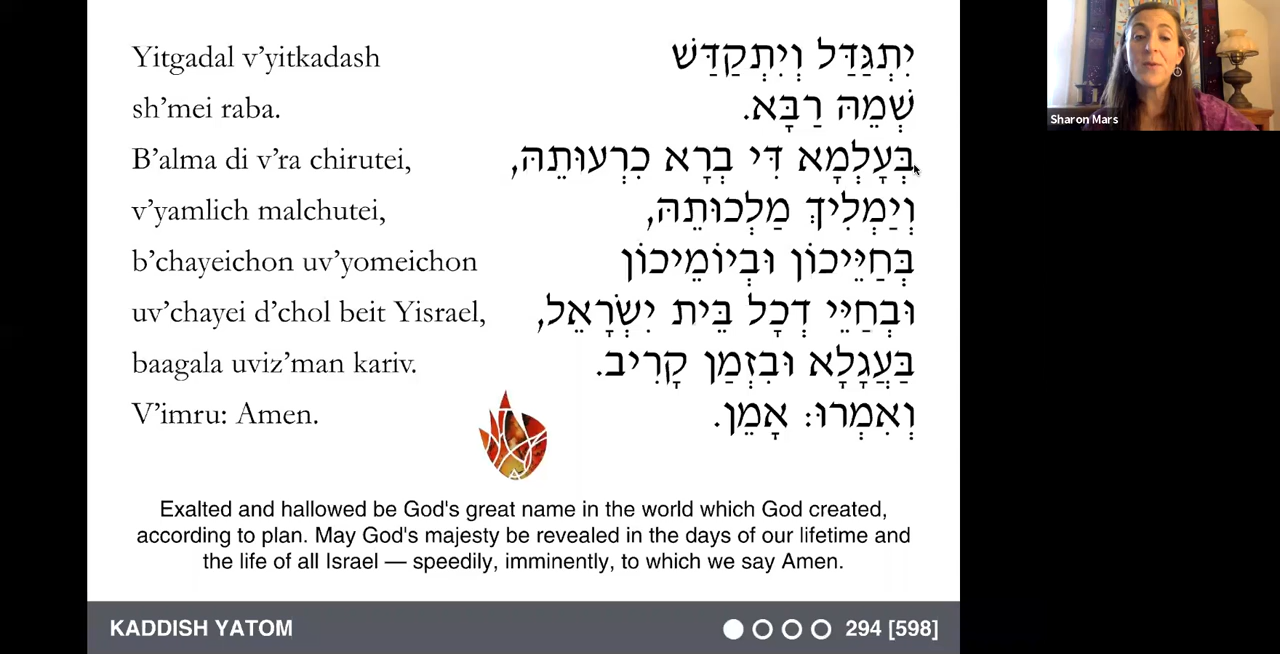 Yitgadal v’yitkadash
sh’mei raba.
B’alma di v’ra chirutei,
v’yamlich malchutei,
b’chayeichon uv’yomeichon
uv’chayei d’chol beit Yisrael,
baagala uviz’man kariv.
V’imru: Amen.
יִתְגַּדַּל וְיִתְקַדַּשׁ
שְׁמֵהּ רַבָּא.
בְּעָלְמָא דִּי בְרָא כִרְעוּתֵהּ,
וְיַמְלִיךְ מַלְכוּתֵהּ,
בְּחַיֵּיכוֹן וּבְיוֹמֵיכוֹן
וּבְחַיֵּי דְכָל בֵּית יִשְׂרָאֵל,
בַּעֲגָלָא וּבִזְמַן קָרִיב.
וְאִמְרוּ: אָמֵן.
Exalted and hallowed be God's great name in the world which God created,
according to plan. May God's majesty be revealed in the days of our lifetime and
the life of all Israel — speedily, imminently, to which we say Amen.
KADDISH YATOM
294 [598]
Sharon Mars